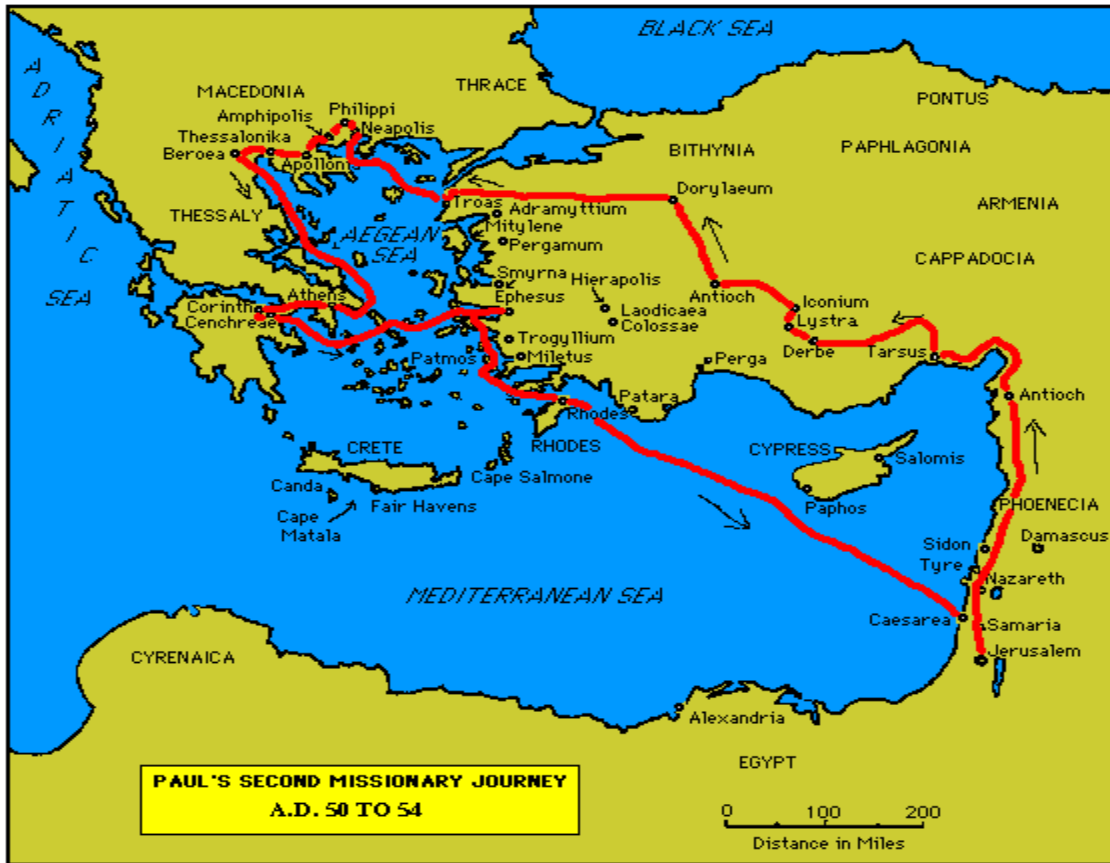 BLACK SEA
ADRIATIC SEA
MACEDONIA
THRACE
PONTUS
Philippi
Amphipolis
Neapolis
Thessalonika
Beroea
Apollonia
BITHYNIA
PAPHLAGONIA
Dorylaeum
ARMENIA
Troas
THESSALY
Adramyttium
Mitylene
AEGEAN
SEA
Pergamum
CAPPADOCIA
Smyrna
Hierapolis
Ephesus
Antioch
Athens
Corinth
Cenchreae
Iconium
Laodicaea
Lystra
Colossae
Trogyllium
Derbe
Tarsus
Patmos
Miletus
Perga
Patara
Antioch
Rhodes
RHODES
CRETE
CYPRESS
Salomis
Cape Salmone
Canda
Fair Havens
Paphos
PHOENECIA
Cape
Matala
Sidon
Damascus
Tyre
Nazareth
MEDITERRANEAN SEA
Caesarea
Samaria
Jerusalem
CYRENAICA
Alexandria
EGYPT
PAUL'S SECOND MISSIONARY JOURNEY
A.D. 50 TO 54
0 100 200
Distance in Miles